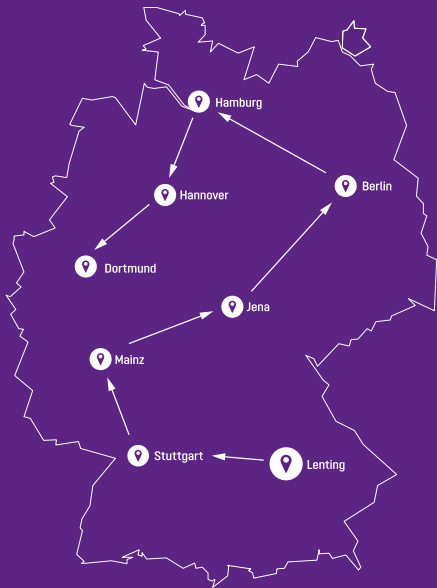 Hamburg
Berlin
Hannover
Dortmund
Jena
Mainz
Stuttgart
Lenting